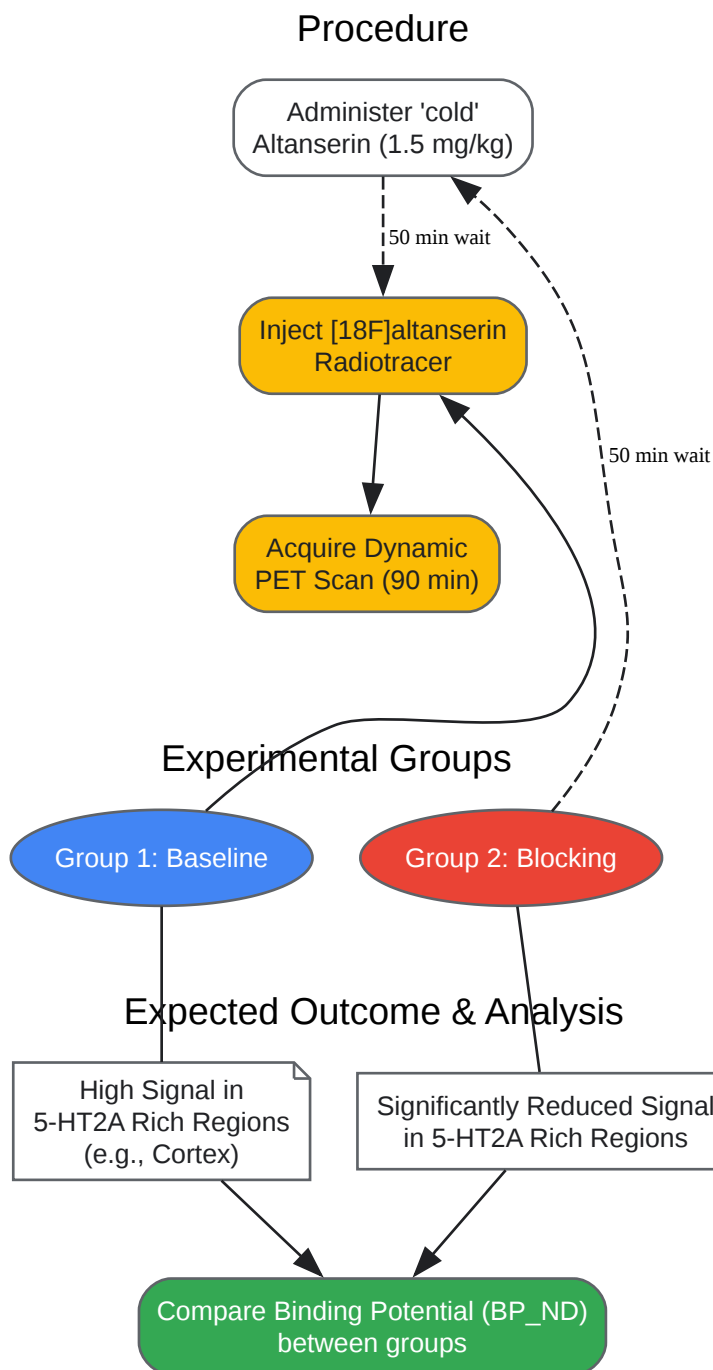 Procedure
Administer 'cold'
Altanserin (1.5 mg/kg)
50 min wait
Inject [18F]altanserin
Radiotracer
50 min wait
Acquire Dynamic
PET Scan (90 min)
Experimental Groups
Group 1: Baseline
Group 2: Blocking
Expected Outcome & Analysis
High Signal in
5-HT2A Rich Regions
(e.g., Cortex)
Significantly Reduced Signal
in 5-HT2A Rich Regions
Compare Binding Potential (BP_ND)
between groups